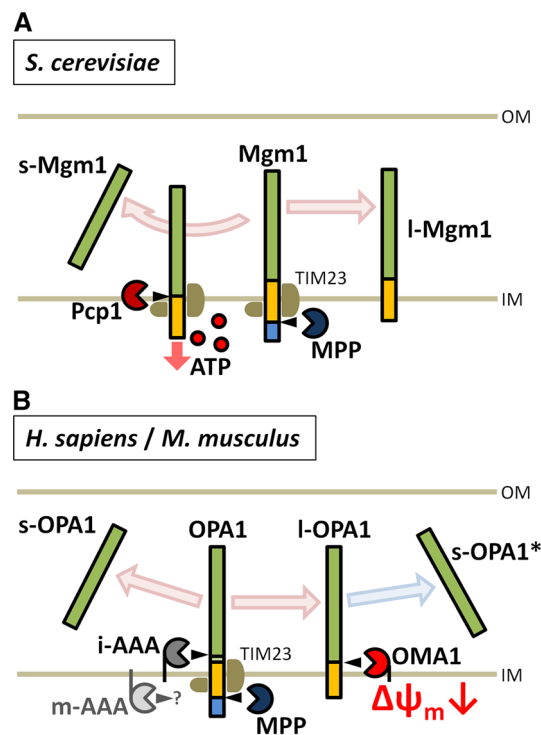 A
S. cerevisiae
OM
s-Mgm1
Mgm1
l-Mgm1
TIM23
IM
Pcp1
MPP
ATP
B
H. sapiens / M. musculus
OM
s-OPA1
OPA1
l-OPA1
s-OPA1*
i-AAA
TIM23
OMA1
IM
m-AAA
?
Δψm
MPP